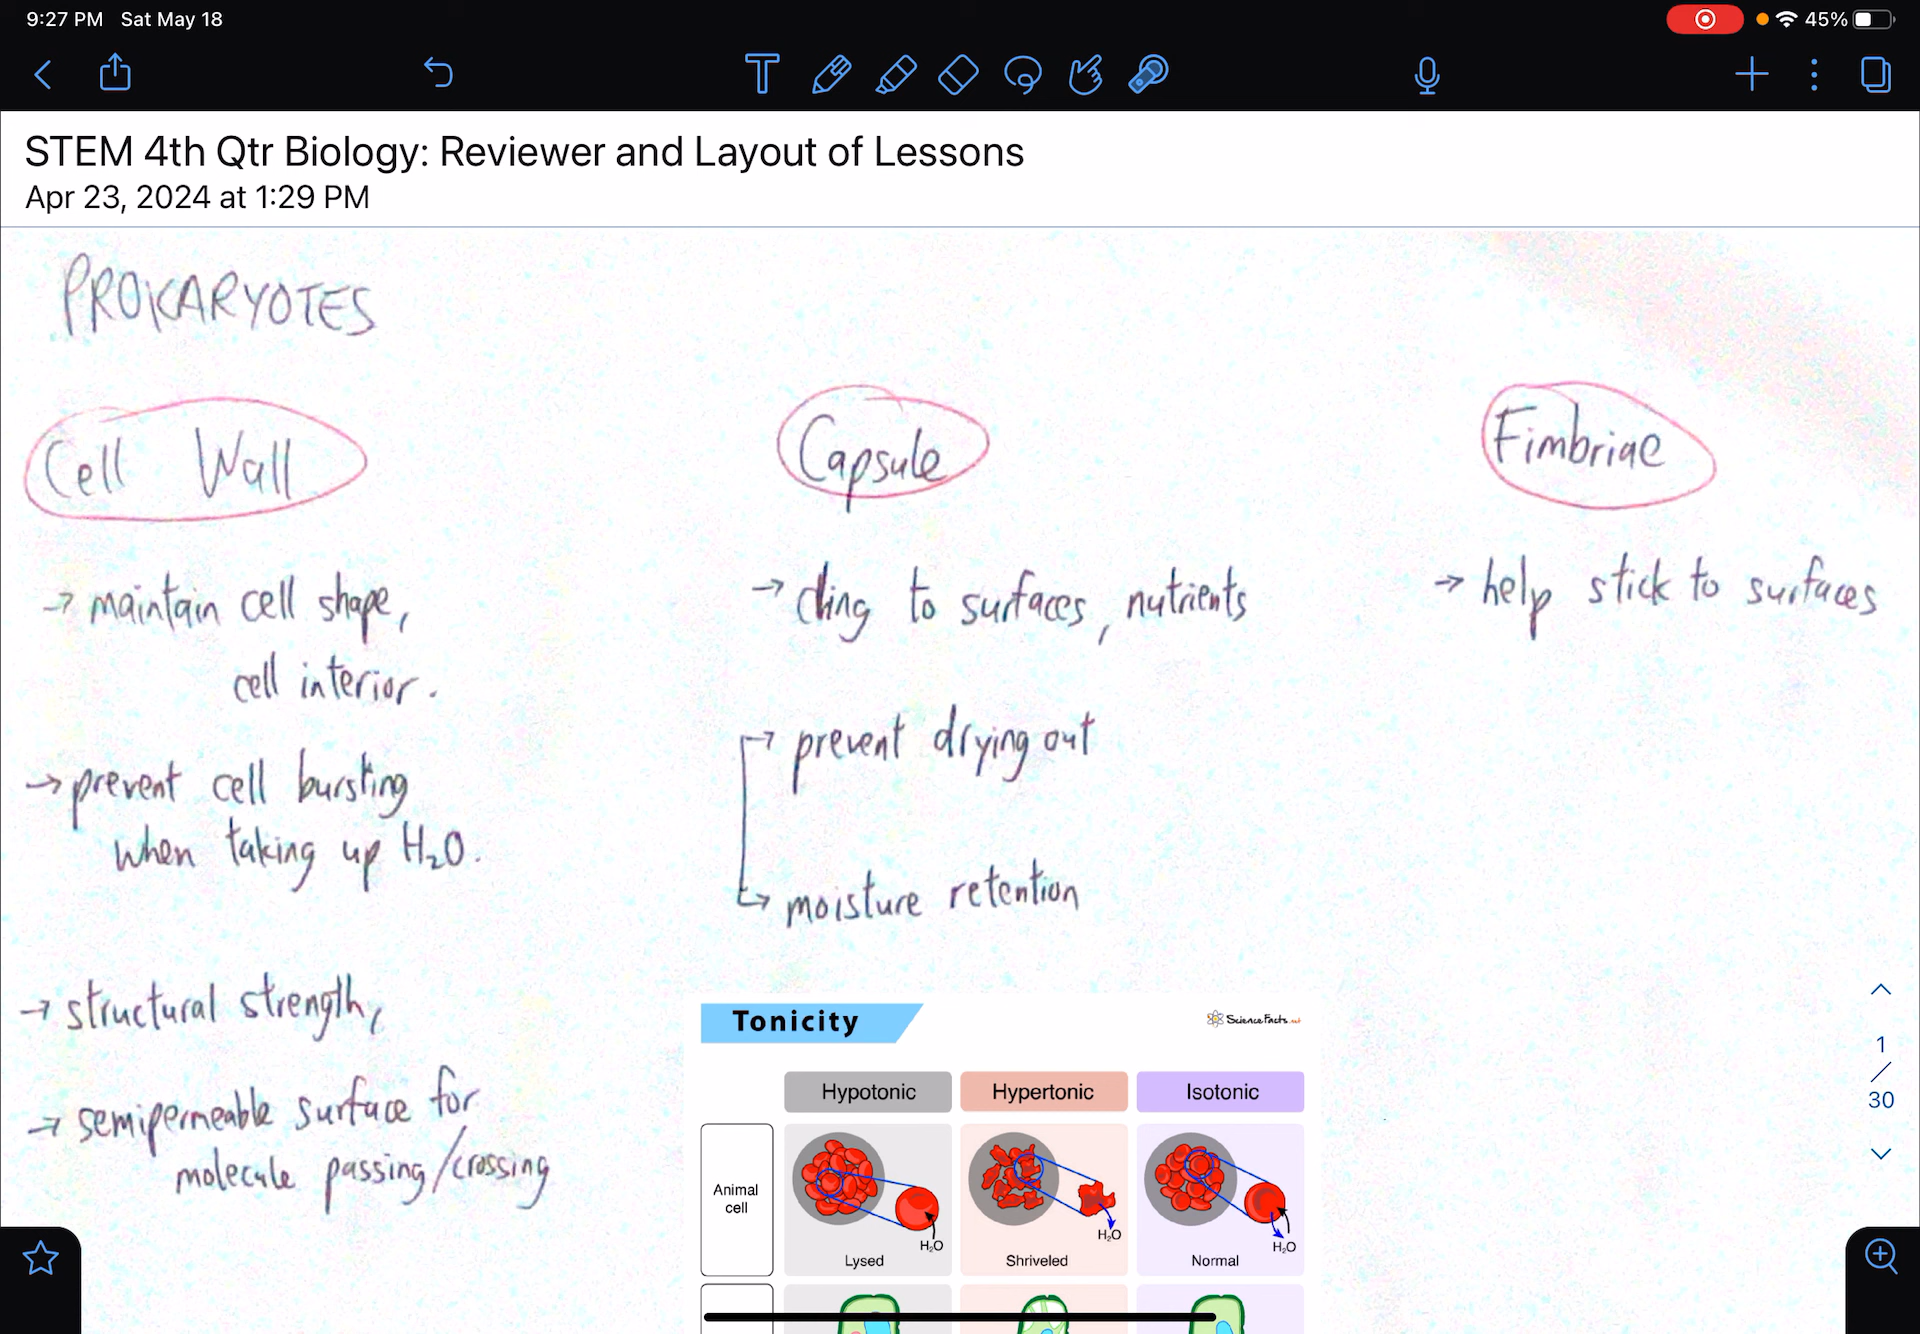 9:27 PM Sat May 18
45%
STEM 4th Qtr Biology: Reviewer and Layout of Lessons
Apr 23, 2024 at 1:29 PM
PROKARYOTES
Cell Wall
→ maintain cell shape,
cell interior.
→ prevent cell bursting
when taking up H₂O.
→ structural strength,
→ semipermeable surface for
molecule passing/crossing
Capsule
→ cling to surfaces, nutrients
→ prevent drying out
→ moisture retention
Fimbriae
→ help stick to surfaces
Tonicity
ScienceFacts.net
Hypotonic Hypertonic Isotonic
Animal
cell
H₂O H₂O H₂O
Lysed Shriveled Normal
1
/
30